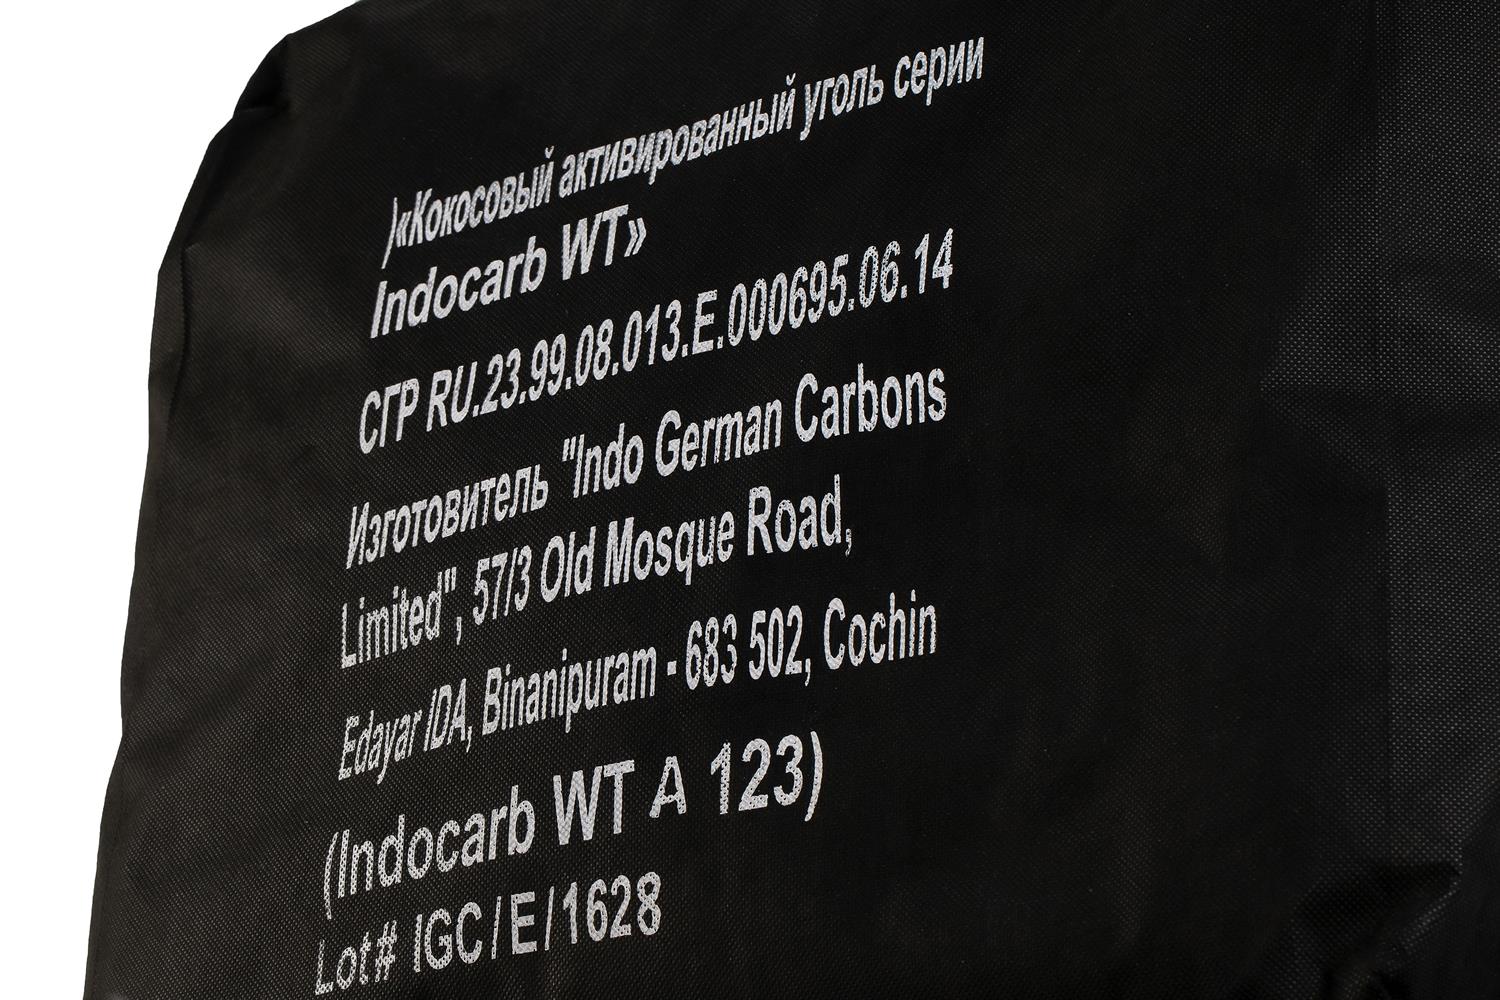 )«Кокосовый активированный уголь серии
Indocarb WT»
СГР RU.23.99.08.013.Е.000695.06.14
Изготовитель "Indo German Carbons
Limited", 57/3 Old Mosque Road,
Edayar IDA, Binanipuram - 683 502, Cochin
(Indocarb WT A 123)
Lot# IGC/E/1628